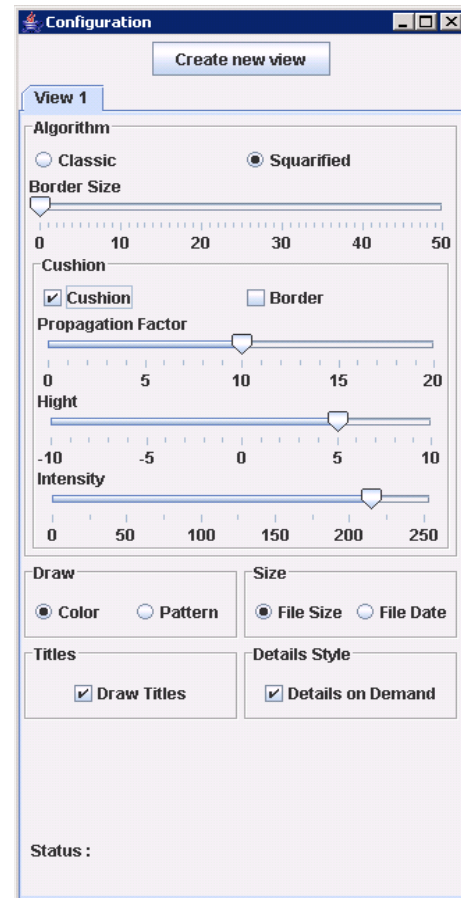 Configuration
Create new view
View 1
Algorithm
Classic Squarified
Border Size
0 10 20 30 40 50
Cushion
Cushion Border
Propagation Factor
0 5 10 15 20
Hight
-10 -5 0 5 10
Intensity
0 50 100 150 200 250
Draw Size
Color Pattern File Size File Date
Titles Details Style
Draw Titles Details on Demand
Status :